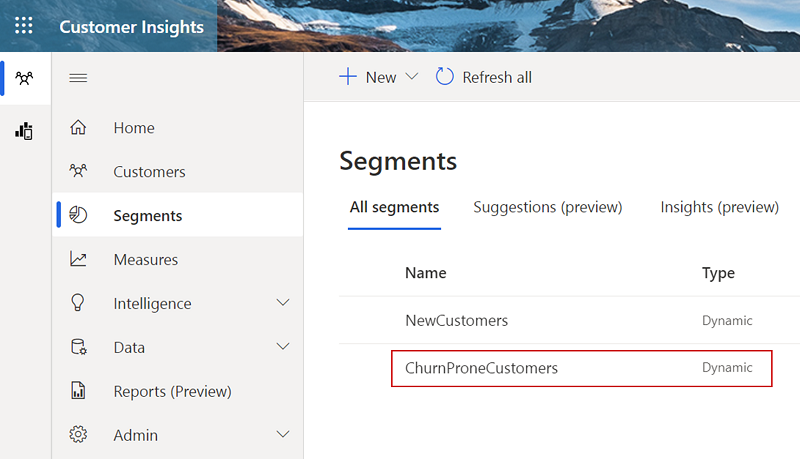 Customer Insights
New
Refresh all
Home
Customers
Segments
Measures
Intelligence
Data
Reports (Preview)
Admin
Segments
All segments Suggestions (preview) Insights (preview)
Name Type
NewCustomers Dynamic
ChurnProneCustomers Dynamic